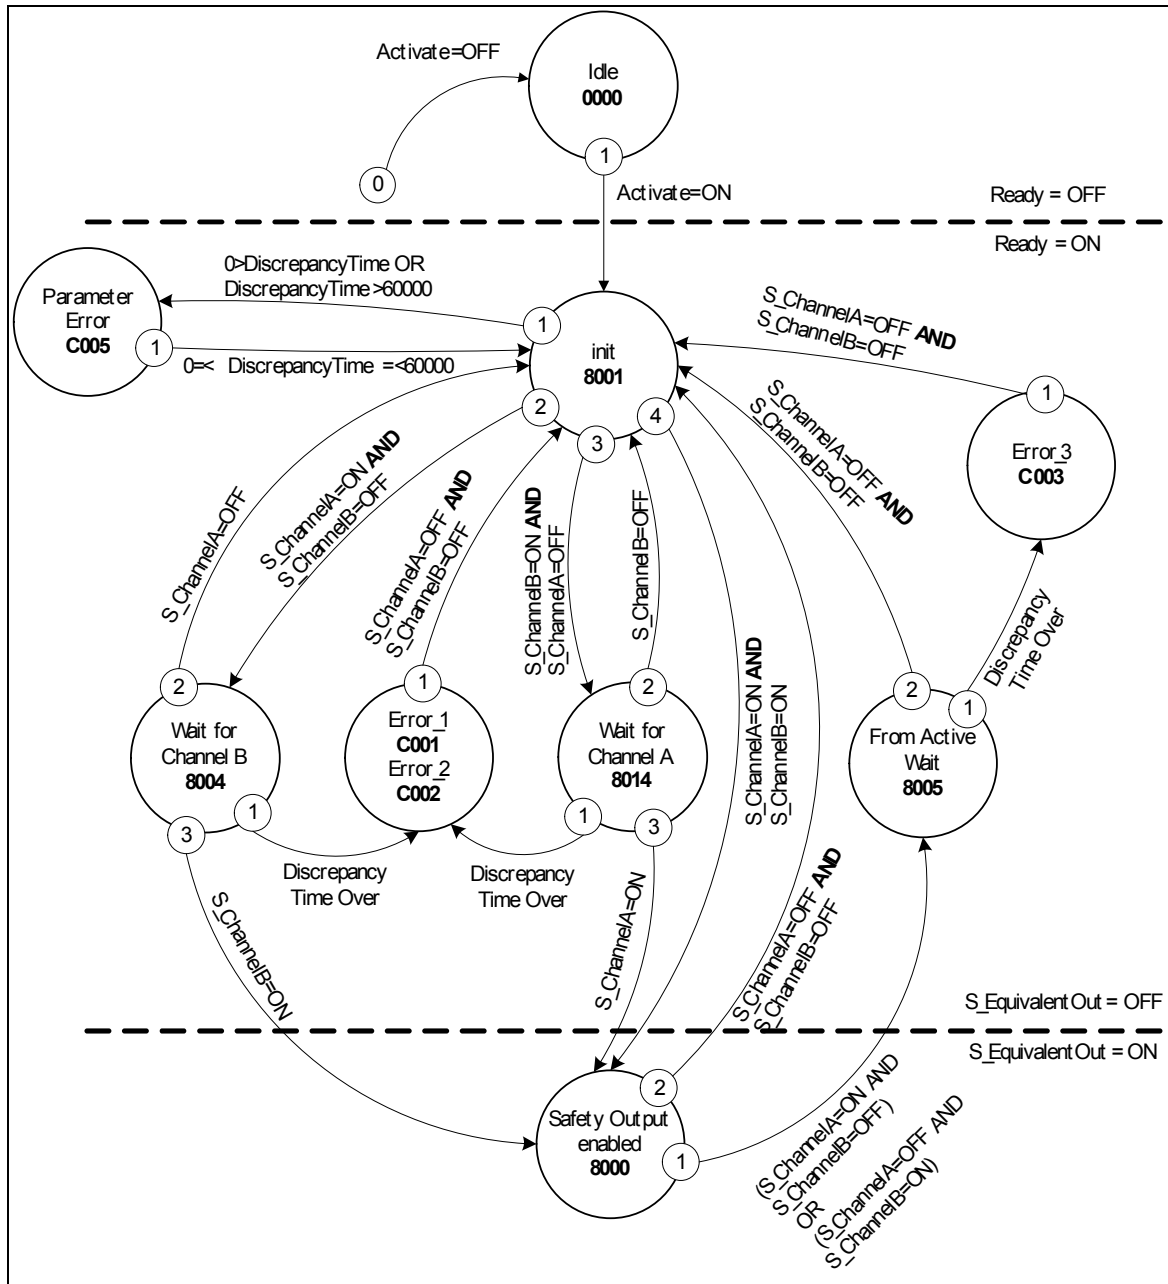 Activate=OFF
Idle
0000
1
0
Activate=ON
Ready = OFF
Ready = ON
0>DiscrepancyTime OR
DiscrepancyTime >60000
Parameter
Error
C005
1
1
0=< DiscrepancyTime =<60000
init
8001
2
3
4
S_ChannelA=OFF AND
S_ChannelB=OFF
1
Error_3
C003
S_ChannelA=OFF AND
S_ChannelB=OFF
S_ChannelA=OFF
S_ChannelA=ON AND
S_ChannelB=OFF
S_ChannelA=OFF AND
S_ChannelB=OFF
S_ChannelB=ON AND
S_ChannelA=OFF
S_ChannelB=OFF
S_ChannelA=ON AND
S_ChannelB=ON
Discrepancy
Time Over
2
Wait for
Channel B
8004
1
3
1
Error_1
C001
Error_2
C002
2
Wait for
Channel A
8014
1
3
2
1
From Active
Wait
8005
Discrepancy
Time Over
Discrepancy
Time Over
S_ChannelB=ON
S_ChannelA=ON
S_ChannelA=OFF AND
S_ChannelB=OFF
S_EquivalentOut = OFF
S_EquivalentOut = ON
2
Safety Output
enabled
8000
1
(S_ChannelA=ON AND
S_ChannelB=OFF)
OR
(S_ChannelA=OFF AND
S_ChannelB=ON)